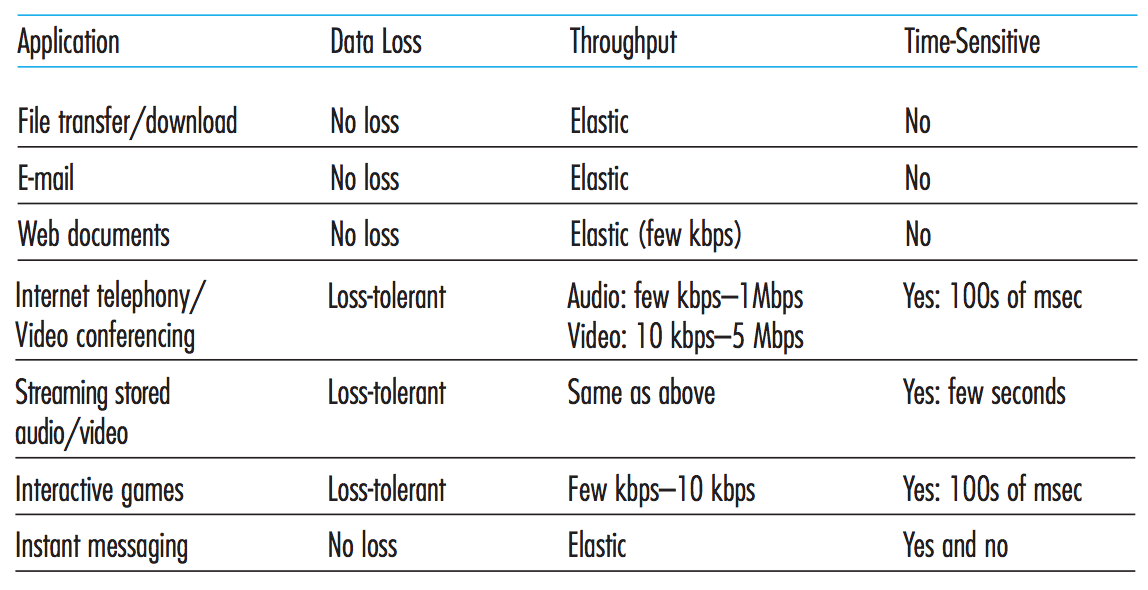 Application Data Loss Throughput Time-Sensitive
File transfer/download No loss Elastic No
E-mail No loss Elastic No
Web documents No loss Elastic (few kbps) No
Internet telephony/ Loss-tolerant Audio: few kbps–1Mbps Yes: 100s of msec
Video conferencing Video: 10 kbps–5 Mbps
Streaming stored Loss-tolerant Same as above Yes: few seconds
audio/video
Interactive games Loss-tolerant Few kbps–10 kbps Yes: 100s of msec
Instant messaging No loss Elastic Yes and no